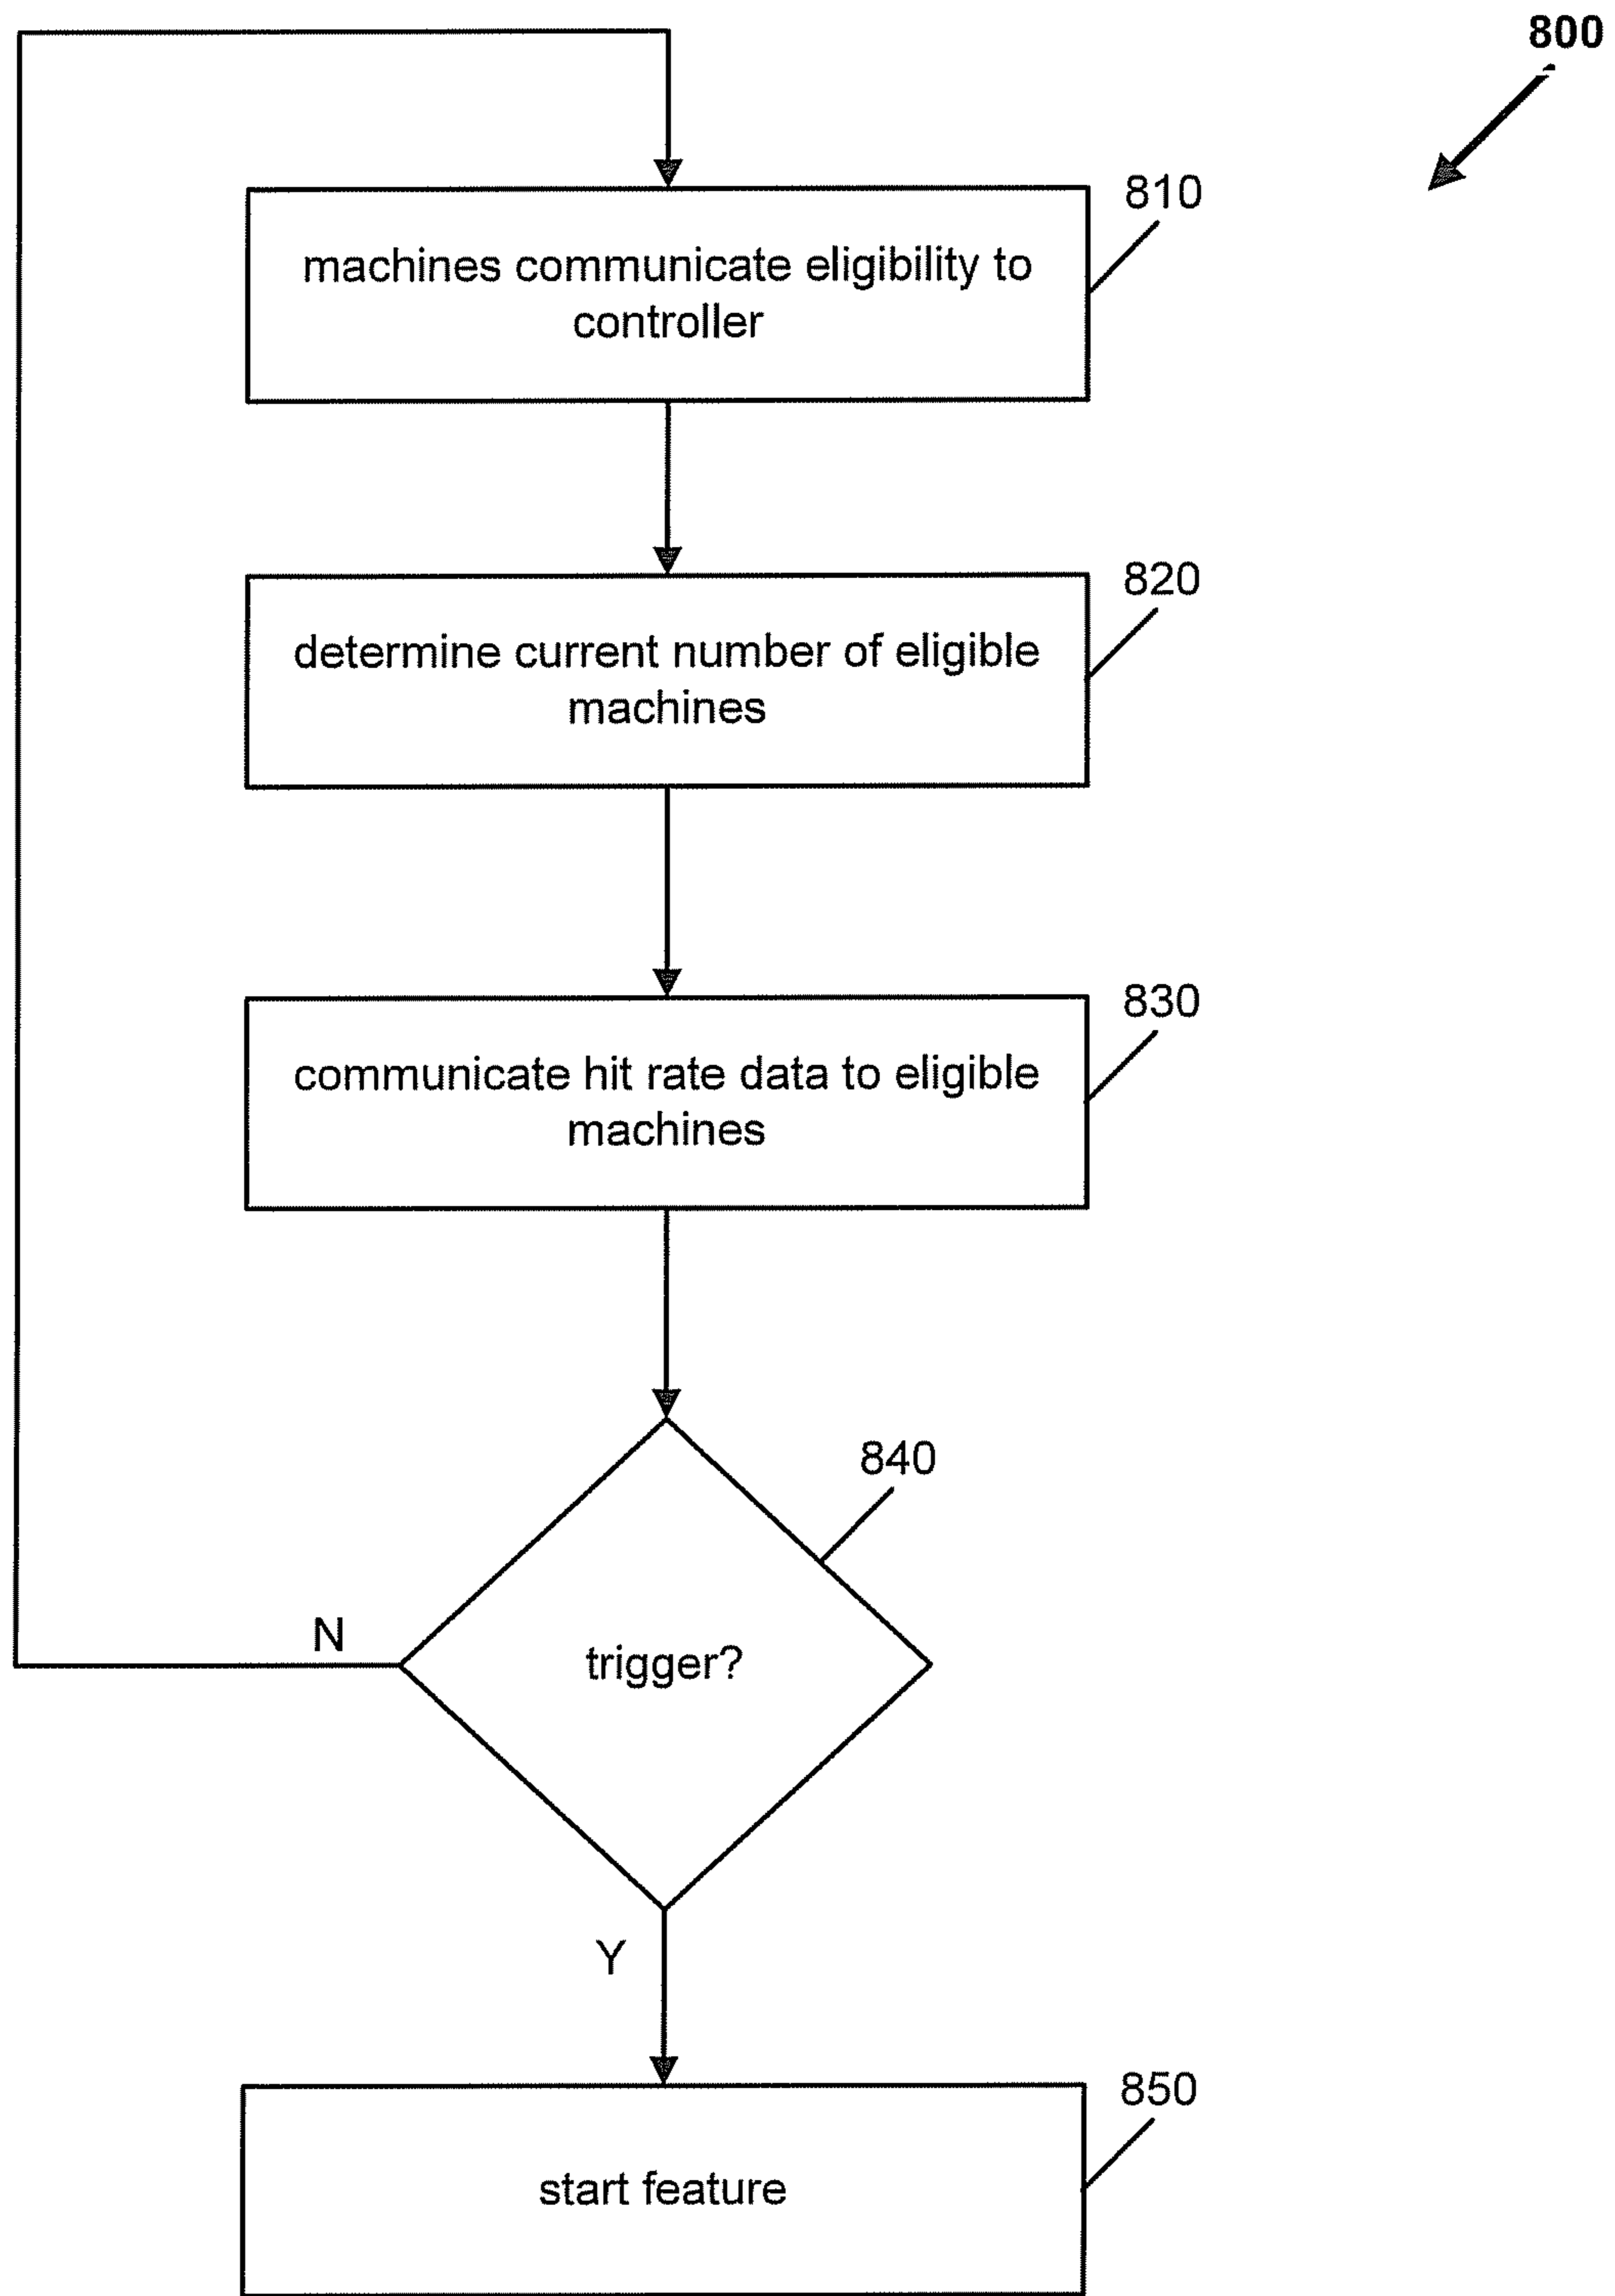 800
810
machines communicate eligibility to
controller
820
determine current number of eligible
machines
830
communicate hit rate data to eligible
machines
840
N
trigger?
Y
850
start feature